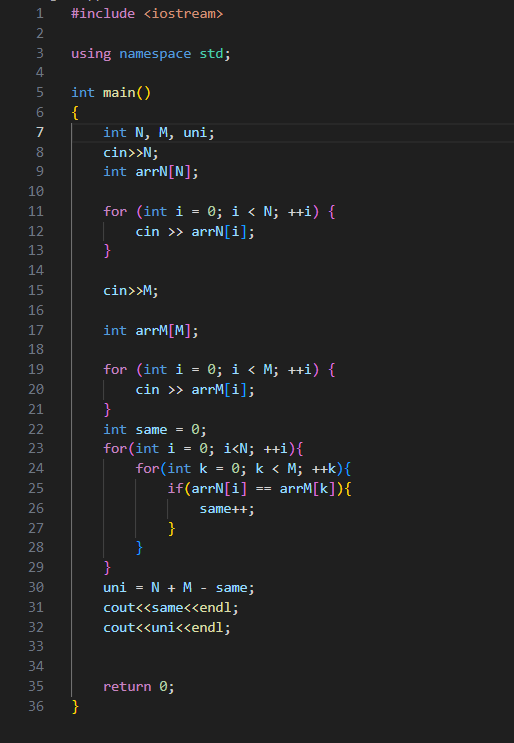 1 #include <iostream>
2
3 using namespace std;
4
5 int main()
6 {
7     int N, M, uni;
8     cin>>N;
9     int arrN[N];
10
11     for (int i = 0; i < N; ++i) {
12         cin >> arrN[i];
13     }
14
15     cin>>M;
16
17     int arrM[M];
18
19     for (int i = 0; i < M; ++i) {
20         cin >> arrM[i];
21     }
22     int same = 0;
23     for(int i = 0; i<N; ++i){
24         for(int k = 0; k < M; ++k){
25             if(arrN[i] == arrM[k]){
26                 same++;
27             }
28         }
29     }
30     uni = N + M - same;
31     cout<<same<<endl;
32     cout<<uni<<endl;
33
34
35     return 0;
36 }